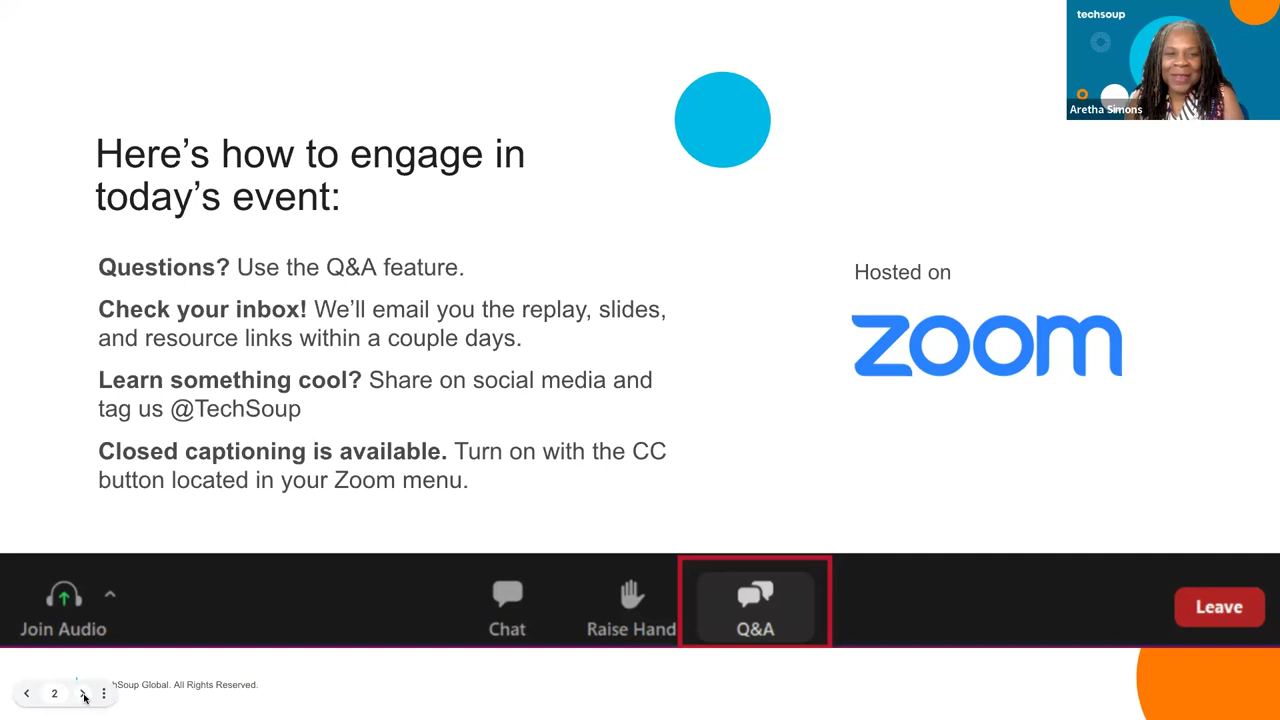 techsoup
Aretha Simons
Here’s how to engage in
today’s event:
Questions? Use the Q&A feature.
Check your inbox! We’ll email you the replay, slides,
and resource links within a couple days.
Learn something cool? Share on social media and
tag us @TechSoup
Closed captioning is available. Turn on with the CC
button located in your Zoom menu.
Hosted on
zoom
Join Audio
Chat
Raise Hand
Q&A
Leave
2
hSoup Global. All Rights Reserved.